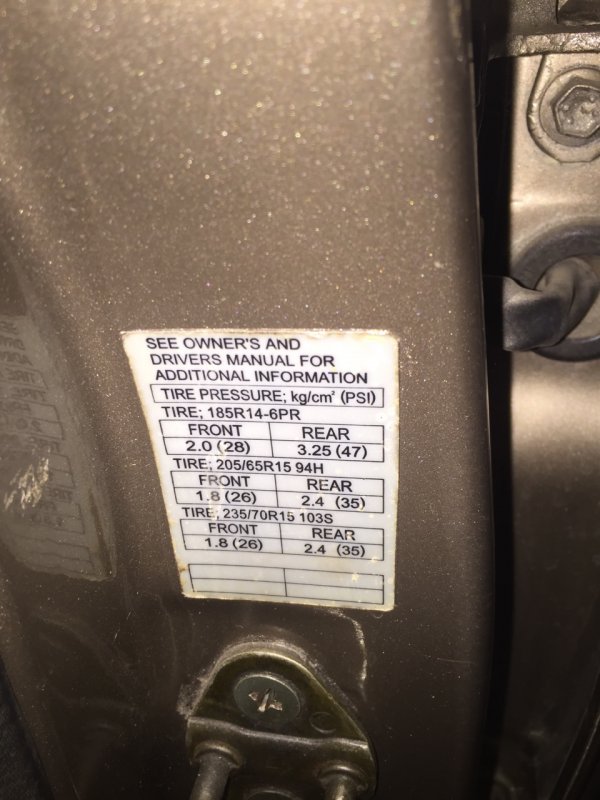 SEE OWNER'S AND
DRIVERS MANUAL FOR
ADDITIONAL INFORMATION
TIRE PRESSURE; kg/cm² (PSI)
TIRE; 185R14-6PR
FRONT REAR
2.0 (28) 3.25 (47)
TIRE; 205/65R15 94H
FRONT REAR
1.8 (26) 2.4 (35)
TIRE; 235/70R15 103S
FRONT REAR
1.8 (26) 2.4 (35)